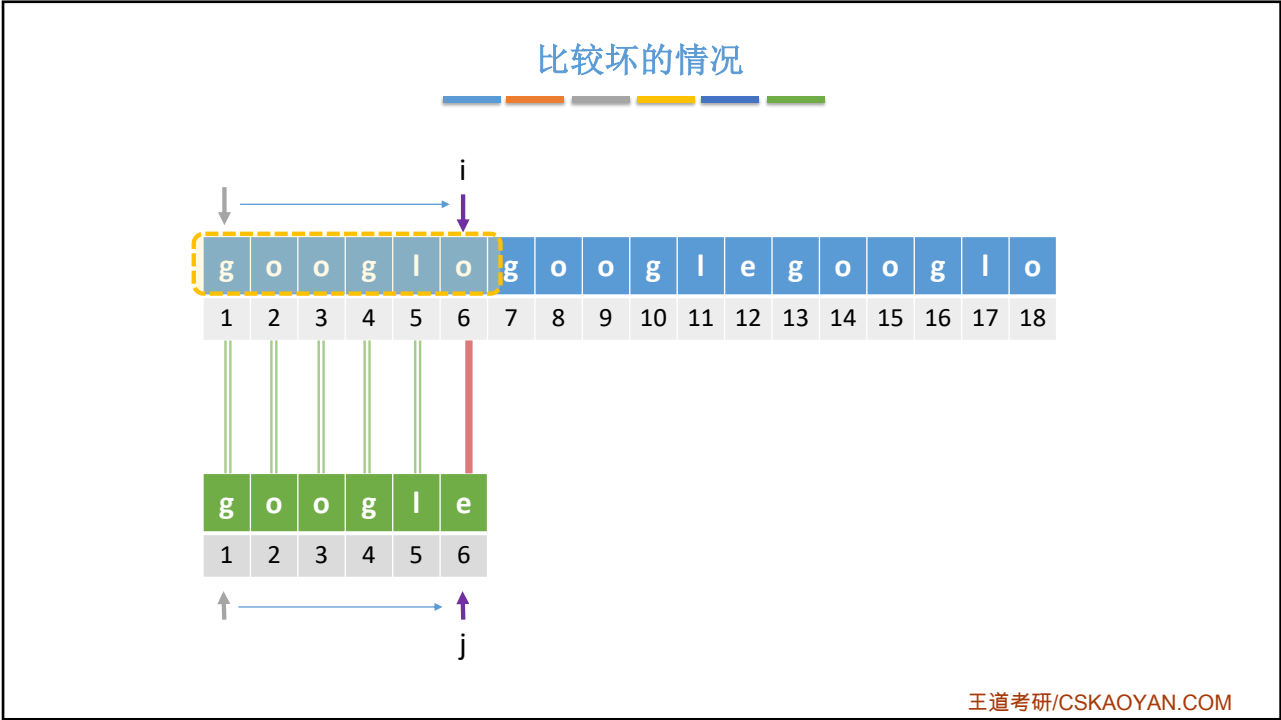 比较坏的情况
i
g o o g l o g o o g l e g o o g l o
1 2 3 4 5 6 7 8 9 10 11 12 13 14 15 16 17 18
g o o g l e
1 2 3 4 5 6
j
王道考研/CSKAOYAN.COM